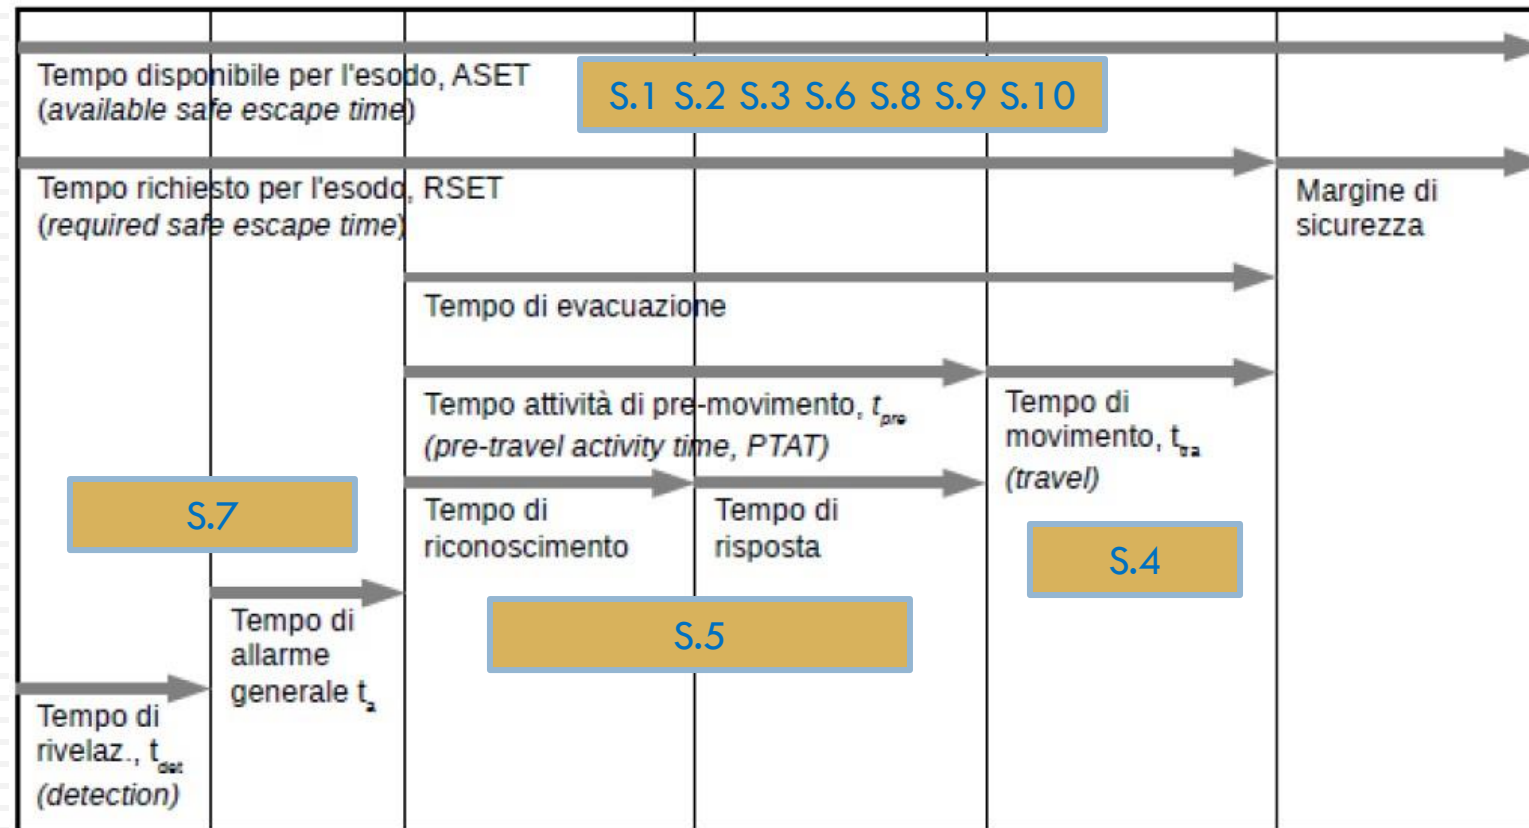 Tempo disponibile per l'esodo, ASET
(available safe escape time)
S.1 S.2 S.3 S.6 S.8 S.9 S.10
Tempo richiesto per l'esodo, RSET
(required safe escape time)
Margine di
sicurezza
Tempo di evacuazione
Tempo attività di pre-movimento, tpre
(pre-travel activity time, PTAT)
Tempo di
movimento, ttra
(travel)
S.7
Tempo di
riconoscimento
Tempo di
risposta
S.4
S.5
Tempo di
allarme
generale ta
Tempo di
rivelaz., tdet
(detection)